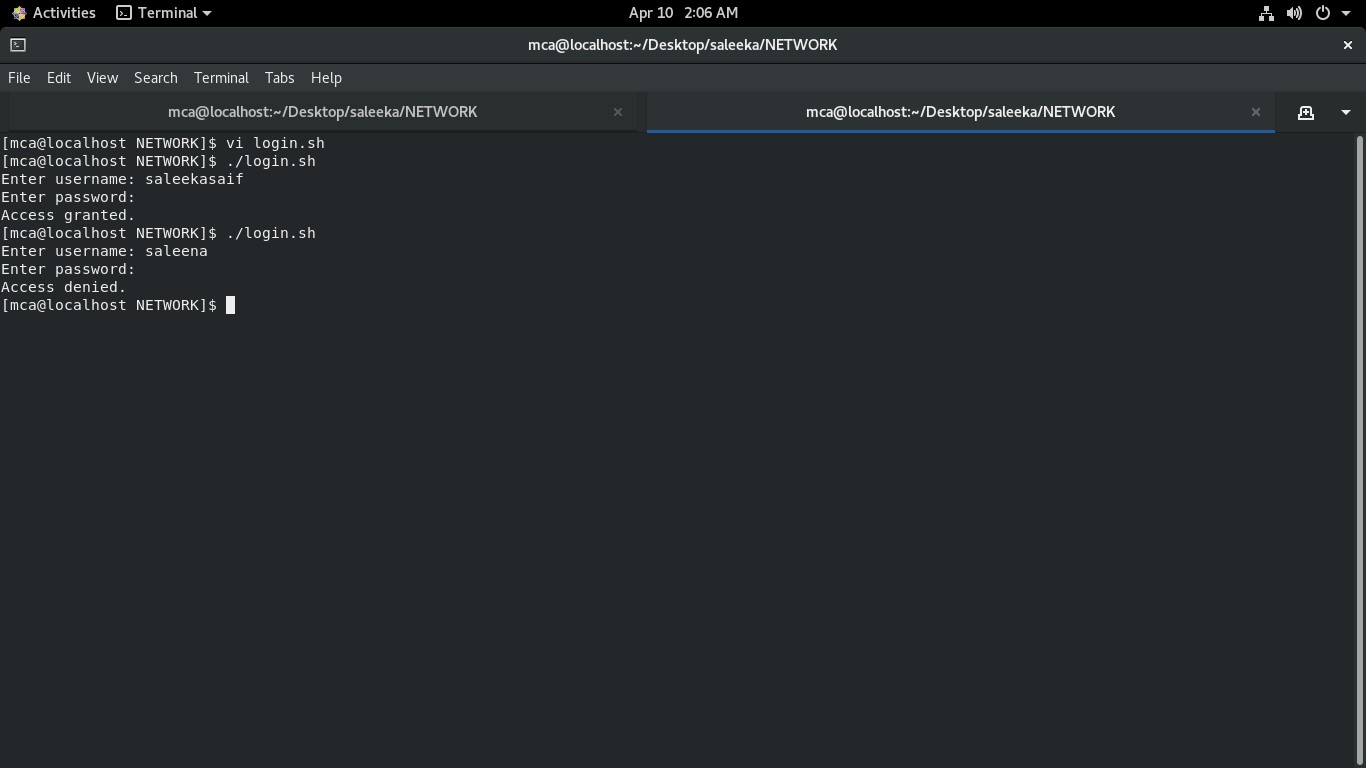 Activities Terminal Apr 10 2:06 AM
mca@localhost:~/Desktop/saleeka/NETWORK
File Edit View Search Terminal Tabs Help
mca@localhost:~/Desktop/saleeka/NETWORK mca@localhost:~/Desktop/saleeka/NETWORK
[mca@localhost NETWORK]$ vi login.sh
[mca@localhost NETWORK]$ ./login.sh
Enter username: saleekasaif
Enter password:
Access granted.
[mca@localhost NETWORK]$ ./login.sh
Enter username: saleena
Enter password:
Access denied.
[mca@localhost NETWORK]$